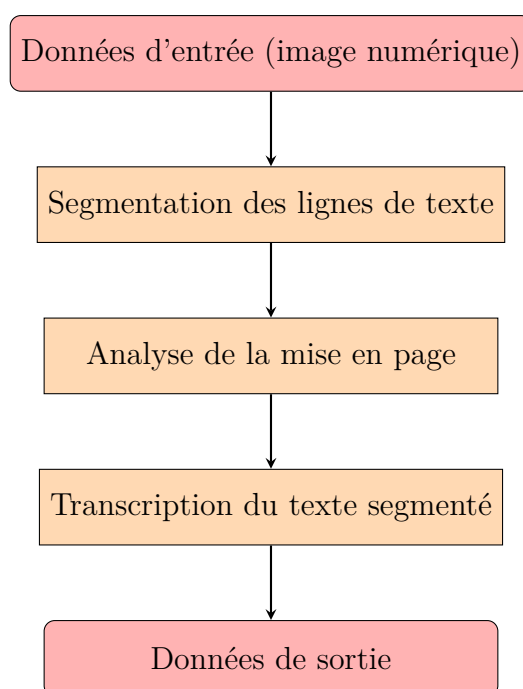 Données d'entrée (image numérique)
Segmentation des lignes de texte
Analyse de la mise en page
Transcription du texte segmenté
Données de sortie